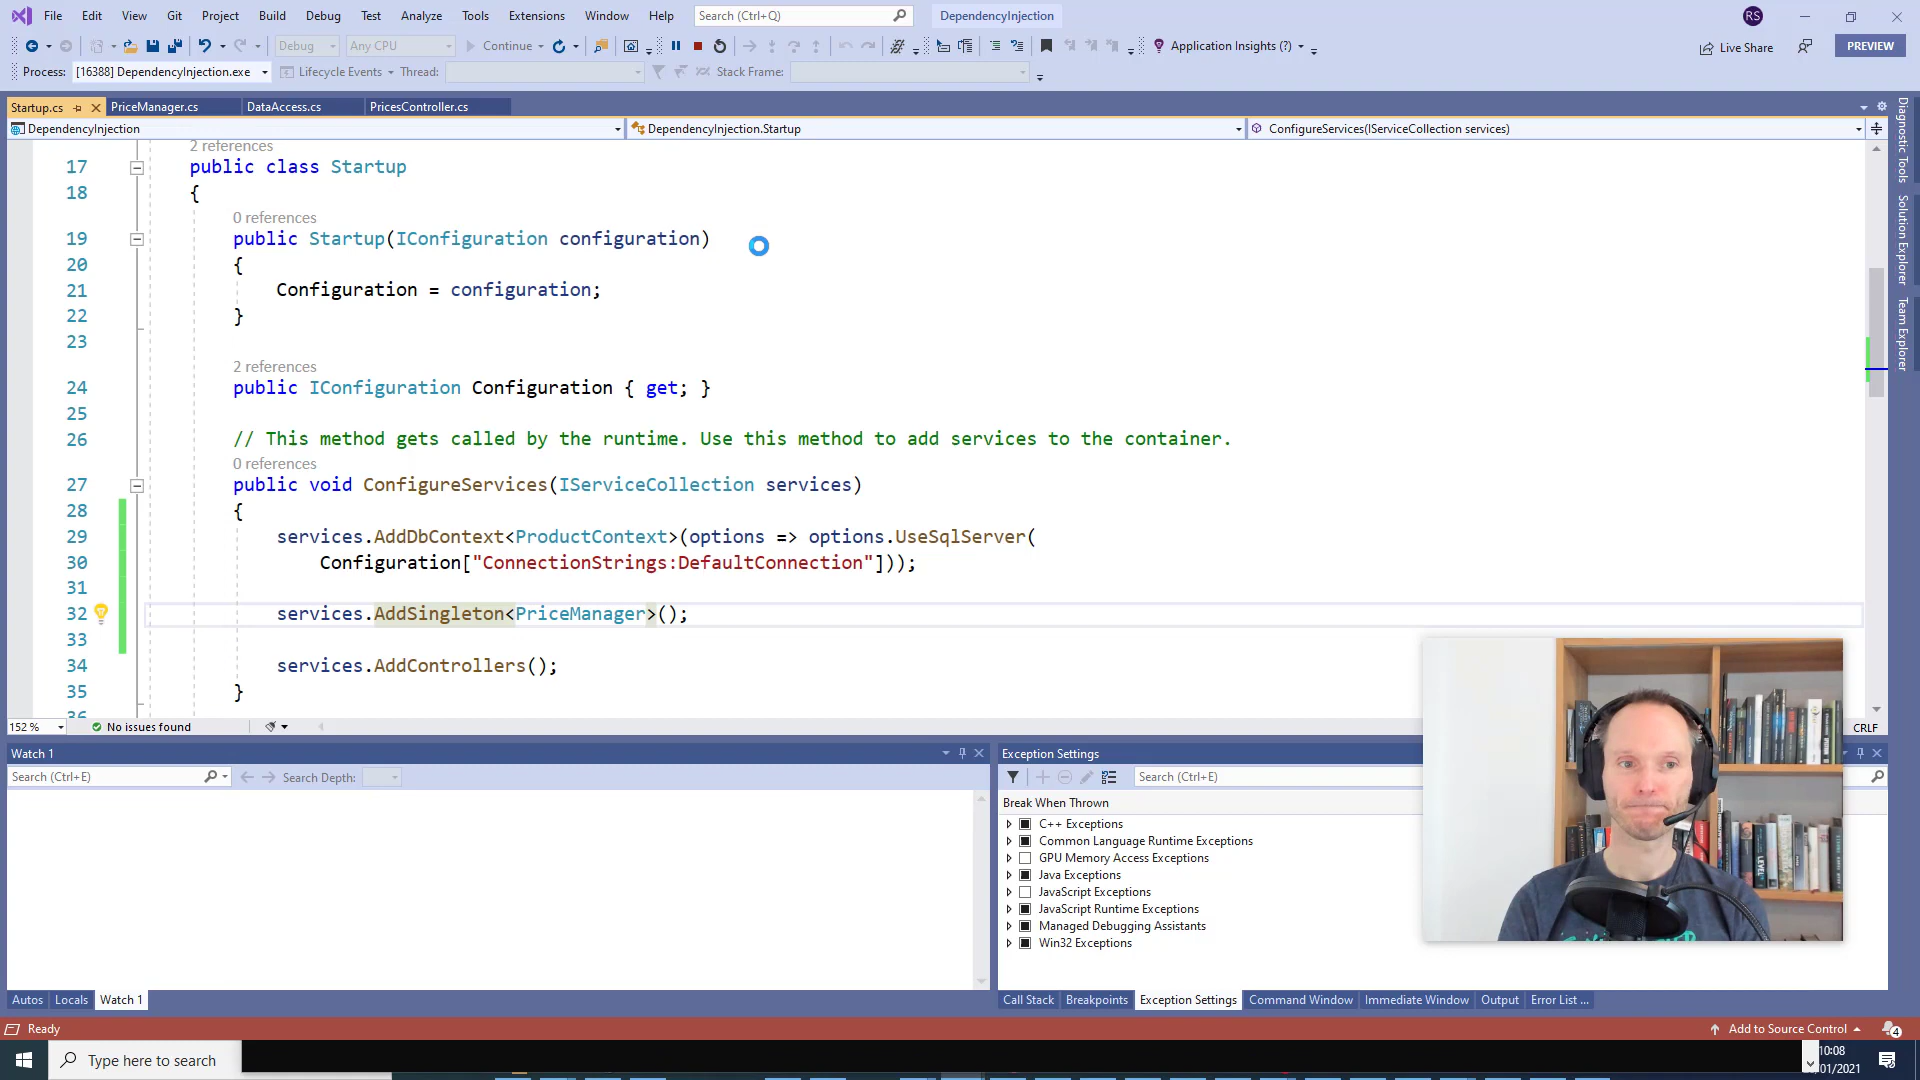 File Edit View Git Project Build Debug Test Analyze Tools Extensions Window Help Search (Ctrl+Q) DependencyInjection RS
Debug Any CPU Continue Application Insights (?) Live Share PREVIEW
Process: [16388] DependencyInjection.exe Lifecycle Events Thread: Stack Frame:
Startup.cs PriceManager.cs DataAccess.cs PricesController.cs
DependencyInjection DependencyInjection.Startup ConfigureServices(IServiceCollection services)
2 references
17 public class Startup
18 {
0 references
19 public Startup(IConfiguration configuration)
20 {
21 Configuration = configuration;
22 }
23
2 references
24 public IConfiguration Configuration { get; }
25
26 // This method gets called by the runtime. Use this method to add services to the container.
0 references
27 public void ConfigureServices(IServiceCollection services)
28 {
29 services.AddDbContext<ProductContext>(options => options.UseSqlServer(
30 Configuration["ConnectionStrings:DefaultConnection"]));
31
32 services.AddSingleton<PriceManager>();
33
34 services.AddControllers();
35 }
36
152 % No issues found CRLF
Diagnostic Tools
Solution Explorer
Team Explorer
Watch 1
Search (Ctrl+E) Search Depth:
Autos Locals Watch 1
Exception Settings
Search (Ctrl+E)
Break When Thrown
C++ Exceptions
Common Language Runtime Exceptions
GPU Memory Access Exceptions
Java Exceptions
JavaScript Exceptions
JavaScript Runtime Exceptions
Managed Debugging Assistants
Win32 Exceptions
Call Stack Breakpoints Exception Settings Command Window Immediate Window Output Error List ...
LEVEL
Ready Add to Source Control 4
Type here to search 10:08
01/2021